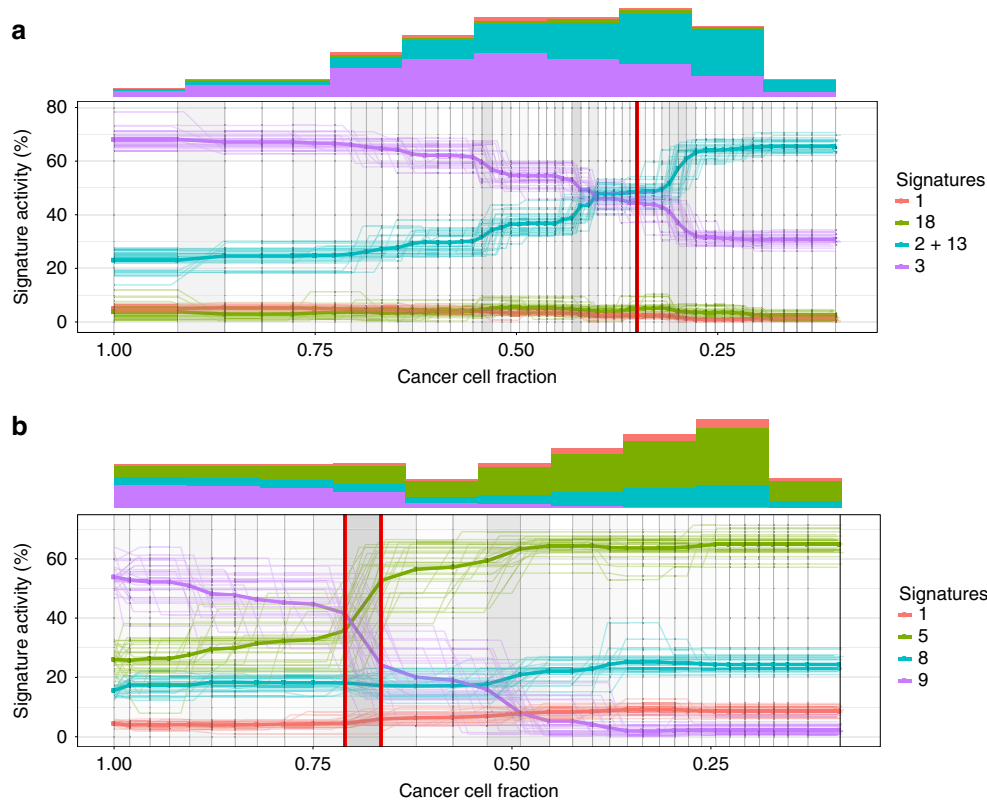 a
Signature activity (%)
80
60
40
20
0
1.00
0.75
0.50
0.25
Cancer cell fraction
Signatures
1
18
2 + 13
3
b
Signature activity (%)
60
40
20
0
1.00
0.75
0.50
0.25
Cancer cell fraction
Signatures
1
5
8
9